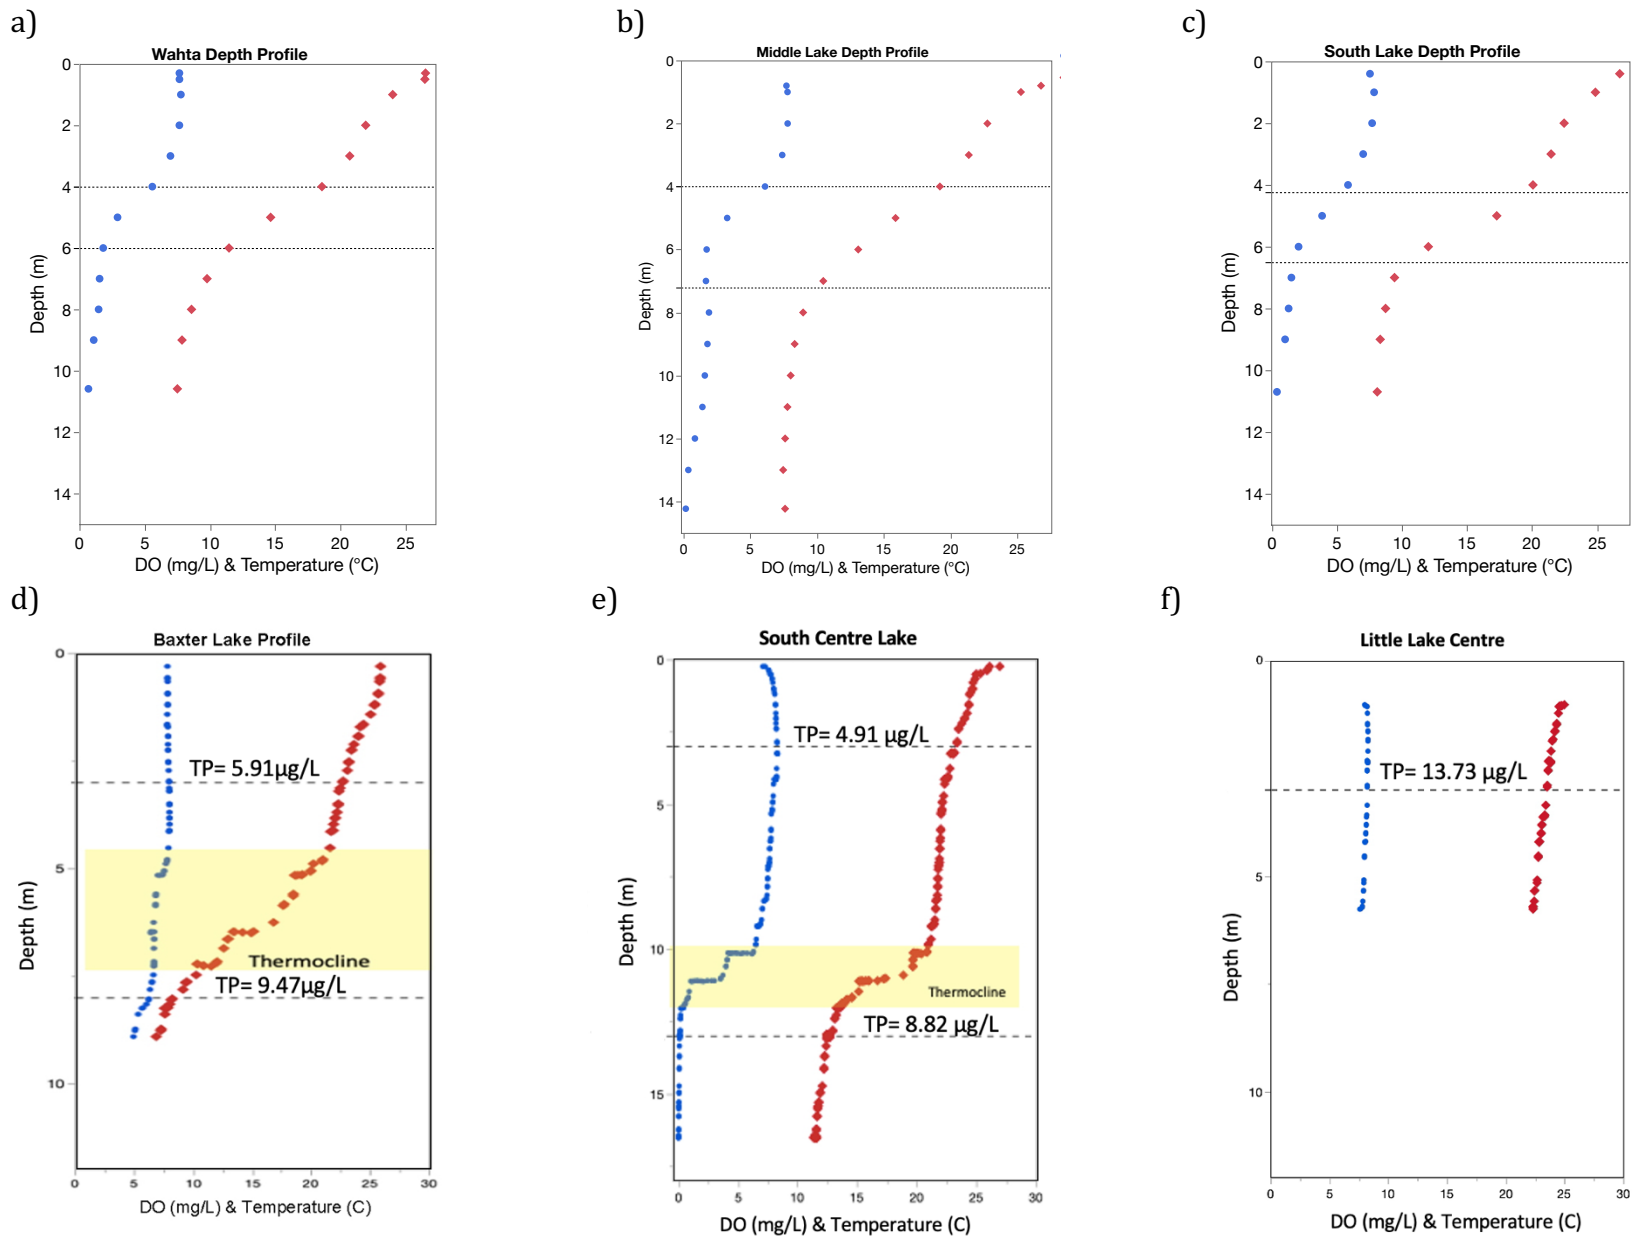 a)
Wahta Depth Profile
0
2
4
6
8
10
12
14
Depth (m)
0 5 10 15 20 25
DO (mg/L) & Temperature (°C)
b)
Middle Lake Depth Profile
0
2
4
6
8
10
12
14
Depth (m)
0 5 10 15 20 25
DO (mg/L) & Temperature (°C)
c)
South Lake Depth Profile
0
2
4
6
8
10
12
14
Depth (m)
0 5 10 15 20 25
DO (mg/L) & Temperature (°C)
d)
Baxter Lake Profile
0
TP= 5.91µg/L
5
Thermocline
TP= 9.47µg/L
10
Depth (m)
0 5 10 15 20 25 30
DO (mg/L) & Temperature (C)
e)
South Centre Lake
0
TP= 4.91 µg/L
5
10
Thermocline
TP= 8.82 µg/L
15
Depth (m)
0 5 10 15 20 25 30
DO (mg/L) & Temperature (C)
f)
Little Lake Centre
0
TP= 13.73 µg/L
5
10
Depth (m)
0 5 10 15 20 25 30
DO (mg/L) & Temperature (C)